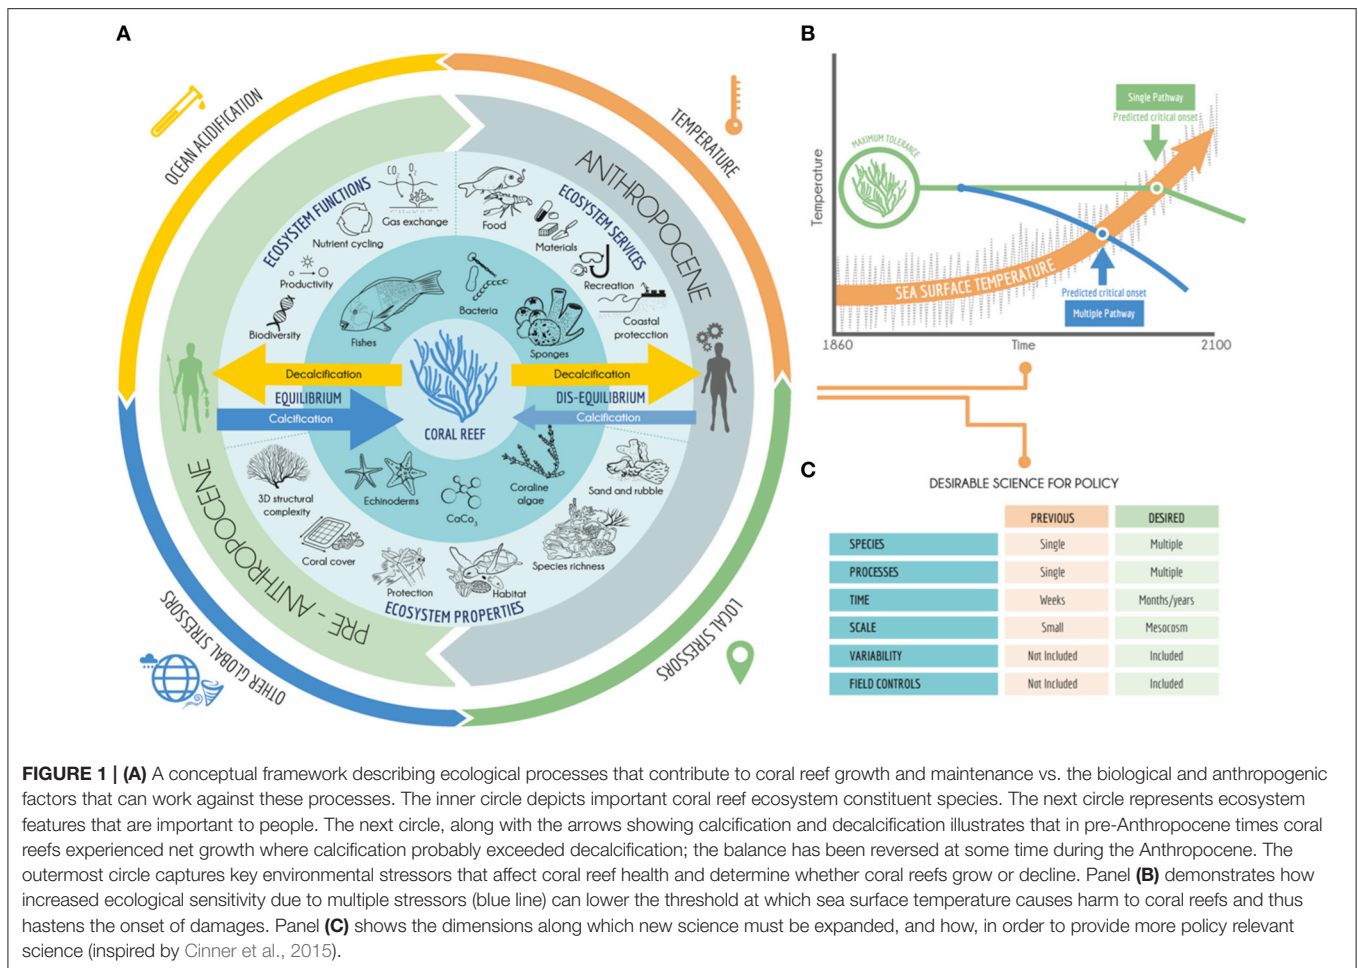 A
OCEAN ACIDIFICATION
TEMPERATURE
ANTHROPOCENE
PRE - ANTHROPOCENE
OTHER GLOBAL STRESSORS
LOCAL STRESSORS
ECOSYSTEM FUNCTIONS
CO₂ O₂
Gas exchange
Nutrient cycling
Productivity
Biodiversity
ECOSYSTEM SERVICES
Food
Materials
Recreation
Coastal
protecction
Fishes
Bacteria
Sponges
Decalcification
Decalcification
EQUILIBRIUM
DIS-EQUILIBRIUM
Calcification
Calcification
CORAL REEF
Echinoderms
CaCO₃
Coraline
algae
3D structural
complexity
Coral cover
Protection
Habitat
Species richness
Sand and rubble
ECOSYSTEM PROPERTIES
B
Temperature
MAXIMUM TOLERANCE
Single Pathway
Predicted critical onset
SEA SURFACE TEMPERATURE
Predicted critical onset
Multiple Pathway
1860
Time
2100
C
DESIRABLE SCIENCE FOR POLICY
PREVIOUS DESIRED
SPECIES Single Multiple
PROCESSES Single Multiple
TIME Weeks Months/years
SCALE Small Mesocosm
VARIABILITY Not Included Included
FIELD CONTROLS Not Included Included
FIGURE 1 | (A) A conceptual framework describing ecological processes that contribute to coral reef growth and maintenance vs. the biological and anthropogenic
factors that can work against these processes. The inner circle depicts important coral reef ecosystem constituent species. The next circle represents ecosystem
features that are important to people. The next circle, along with the arrows showing calcification and decalcification illustrates that in pre-Anthropocene times coral
reefs experienced net growth where calcification probably exceeded decalcification; the balance has been reversed at some time during the Anthropocene. The
outermost circle captures key environmental stressors that affect coral reef health and determine whether coral reefs grow or decline. Panel (B) demonstrates how
increased ecological sensitivity due to multiple stressors (blue line) can lower the threshold at which sea surface temperature causes harm to coral reefs and thus
hastens the onset of damages. Panel (C) shows the dimensions along which new science must be expanded, and how, in order to provide more policy relevant
science (inspired by Cinner et al., 2015).